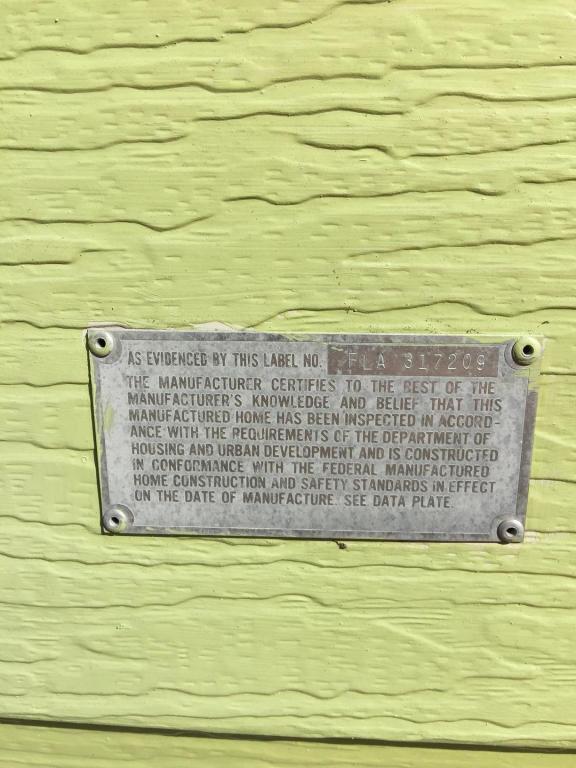 AS EVIDENCED BY THIS LABEL NO. FLA 317209
THE MANUFACTURER CERTIFIES TO THE BEST OF THE
MANUFACTURER'S KNOWLEDGE AND BELIEF THAT THIS
MANUFACTURED HOME HAS BEEN INSPECTED IN ACCORD-
ANCE WITH THE REQUIREMENTS OF THE DEPARTMENT OF
HOUSING AND URBAN DEVELOPMENT AND IS CONSTRUCTED
IN CONFORMANCE WITH THE FEDERAL MANUFACTURED
HOME CONSTRUCTION AND SAFETY STANDARDS IN EFFECT
ON THE DATE OF MANUFACTURE. SEE DATA PLATE.